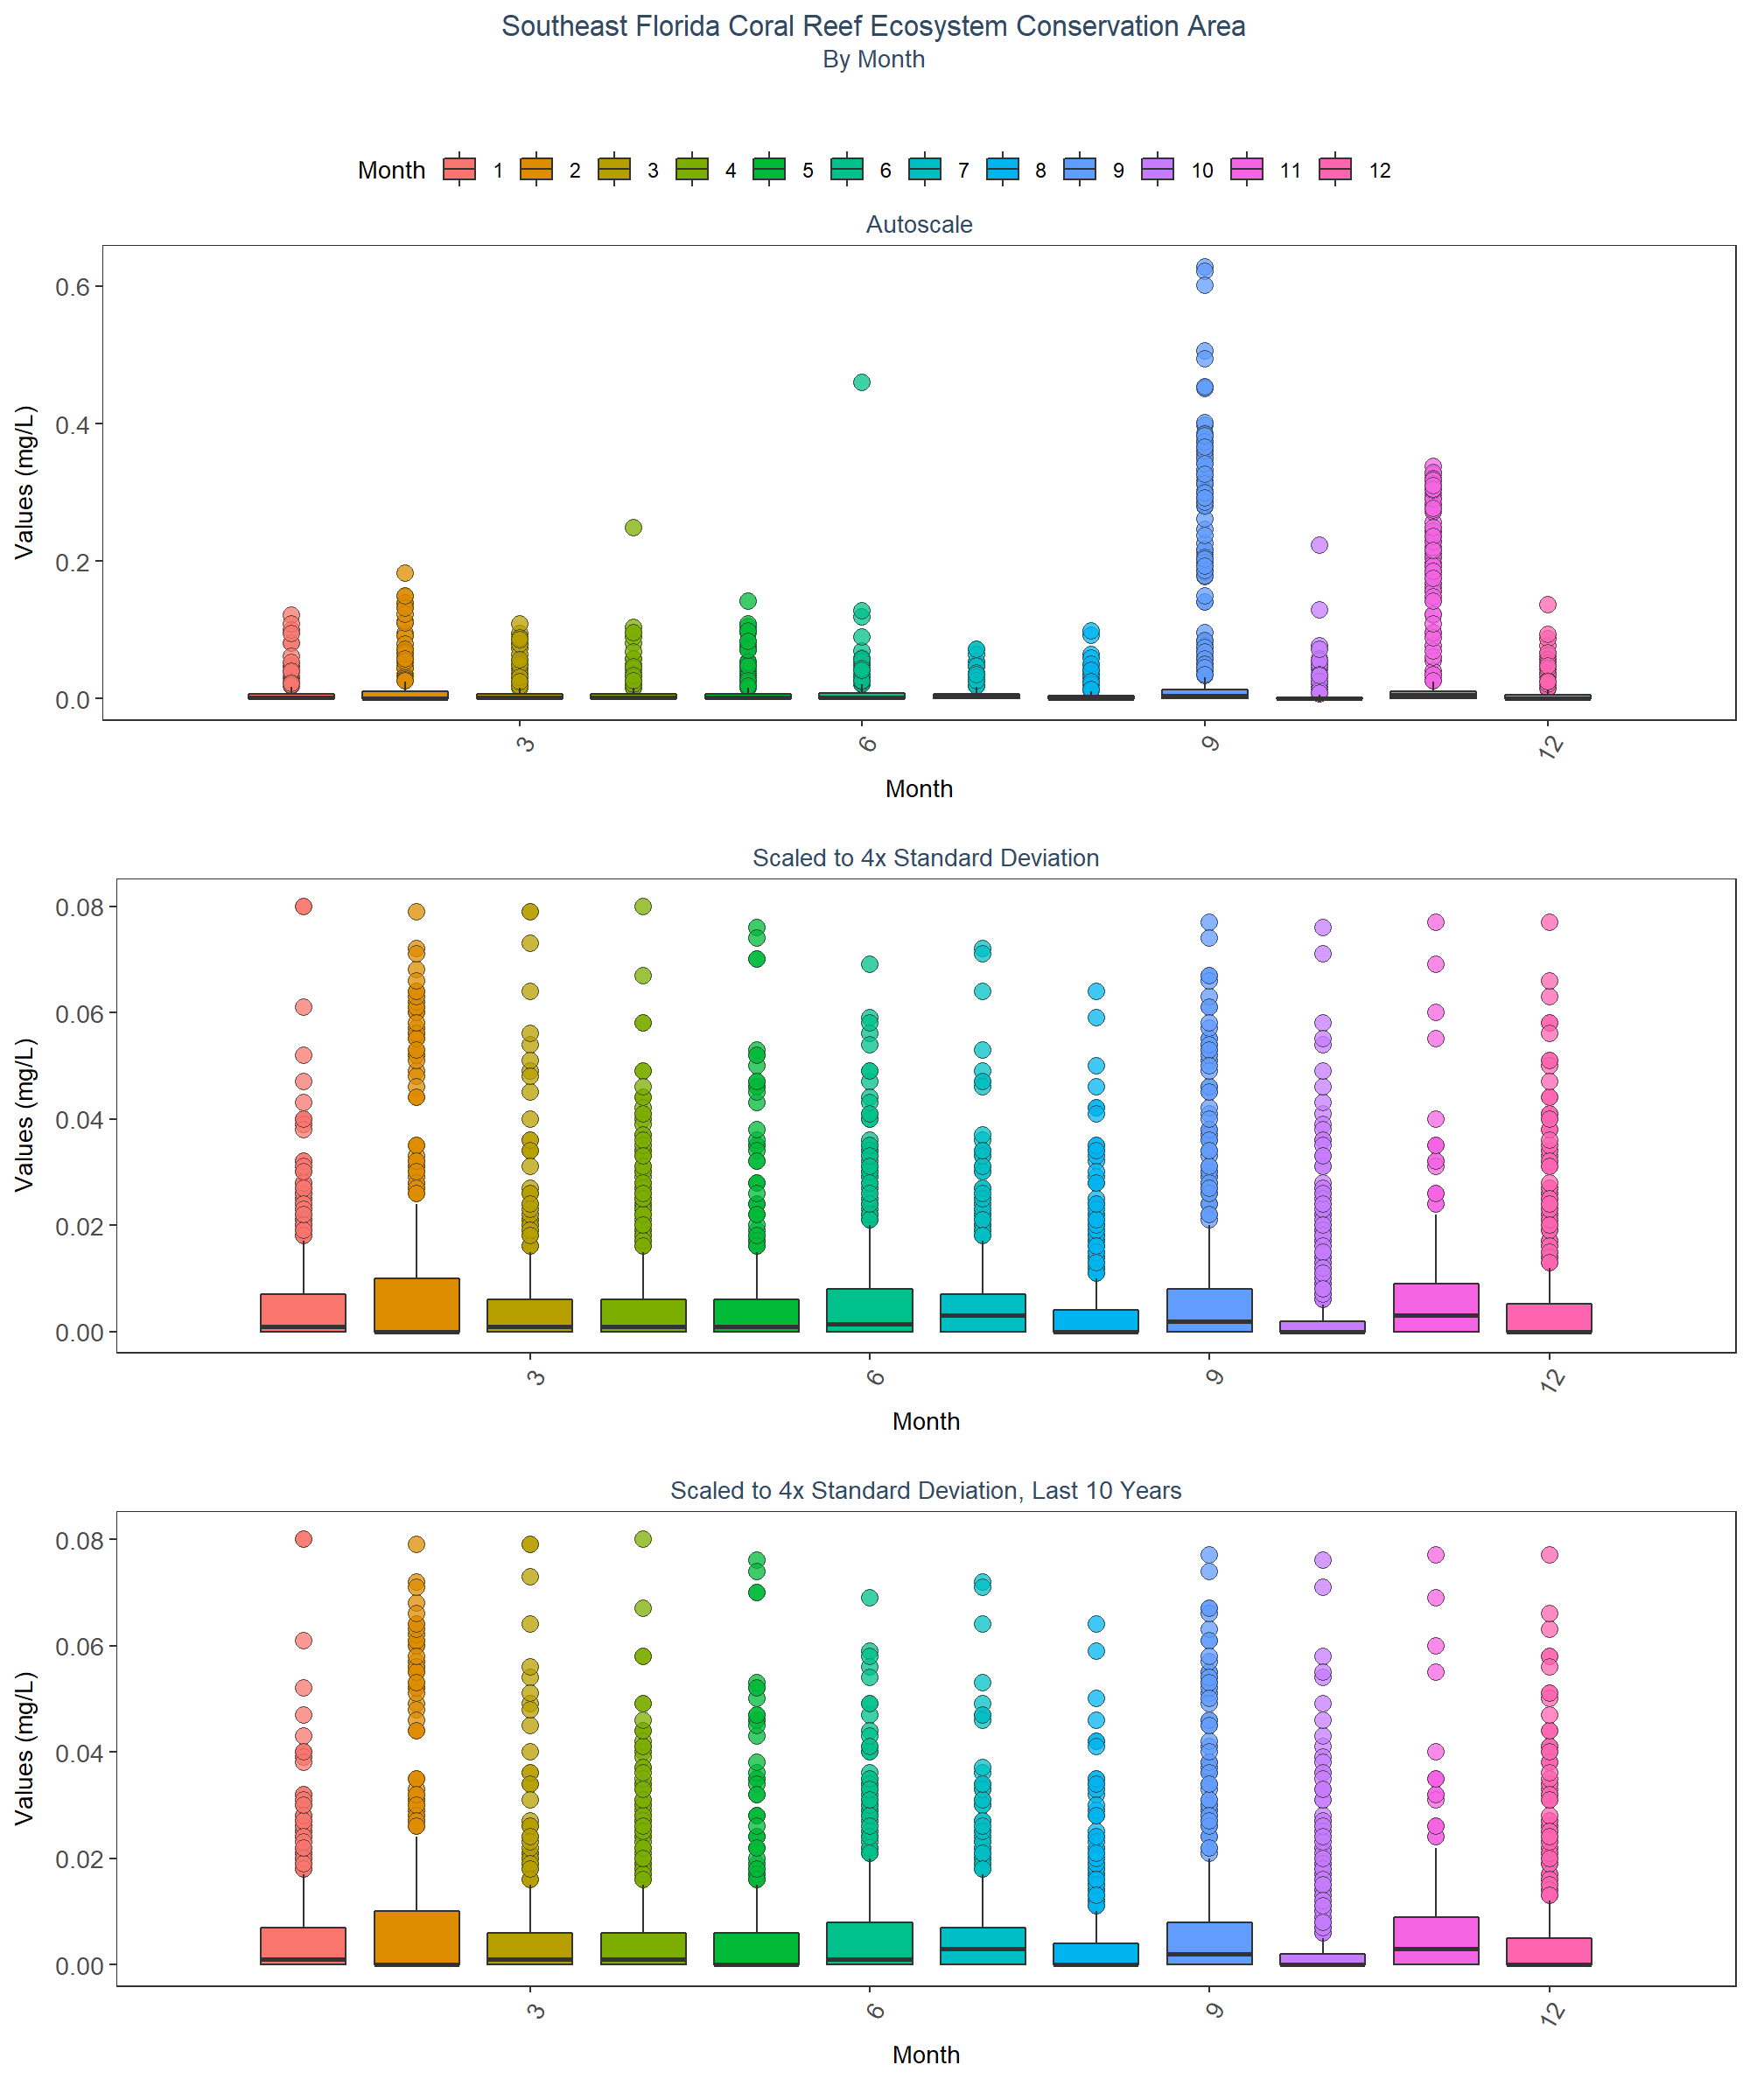 Southeast Florida Coral Reef Ecosystem Conservation Area
By Month
Month 1 2 3 4 5 6 7 8 9 10 11 12
Autoscale
Values (mg/L)
0.6
0.4
0.2
0.0
3 6 9 12
Month
Scaled to 4x Standard Deviation
Values (mg/L)
0.08
0.06
0.04
0.02
0.00
3 6 9 12
Month
Scaled to 4x Standard Deviation, Last 10 Years
Values (mg/L)
0.08
0.06
0.04
0.02
0.00
3 6 9 12
Month